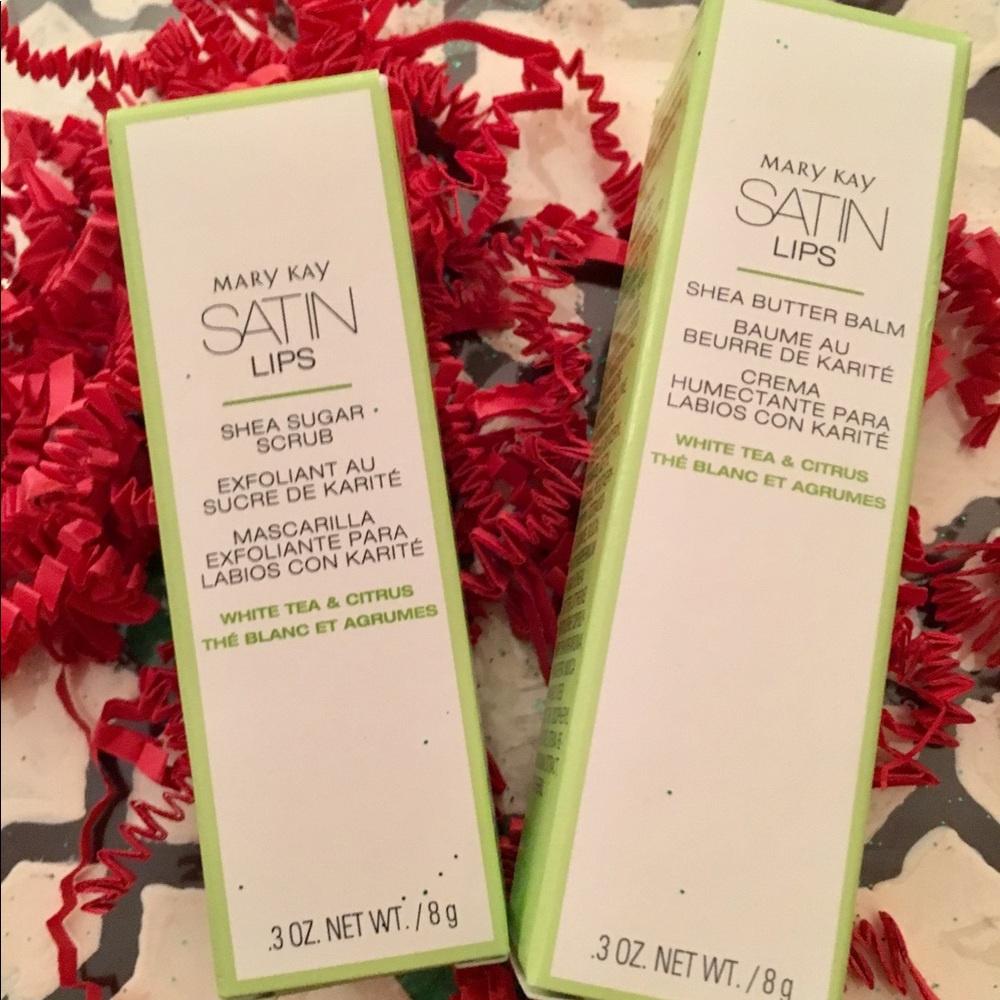 MARY KAY
SATIN
LIPS
SHEA SUGAR
SCRUB
EXFOLIANT AU
SUCRE DE KARITÉ
MASCARILLA
EXFOLIANTE PARA
LABIOS CON KARITÉ
WHITE TEA & CITRUS
THÉ BLANC ET AGRUMES
.3 OZ. NET WT. / 8 g
MARY KAY
SATIN
LIPS
SHEA BUTTER BALM
BAUME AU
BEURRE DE KARITÉ
CREMA
HUMECTANTE PARA
LABIOS CON KARITÉ
WHITE TEA & CITRUS
THÉ BLANC ET AGRUMES
.3 OZ. NET WT. / 8 g